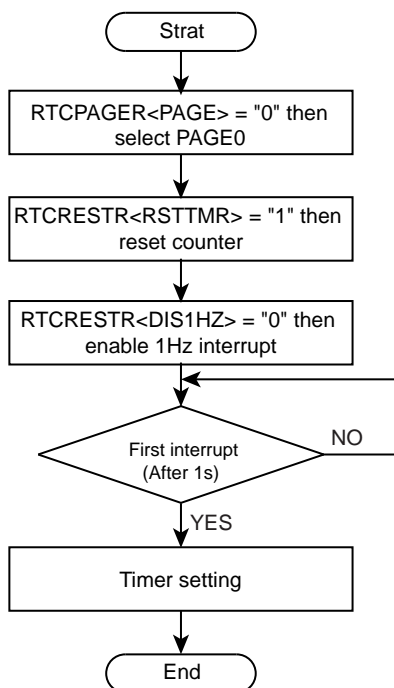 Strat
RTCPAGER<PAGE> = "0" then
select PAGE0
RTCRESTR<RSTTMR> = "1" then
reset counter
RTCRESTR<DIS1HZ> = "0" then
enable 1Hz interrupt
First interrupt
(After 1s)
NO
YES
Timer setting
End